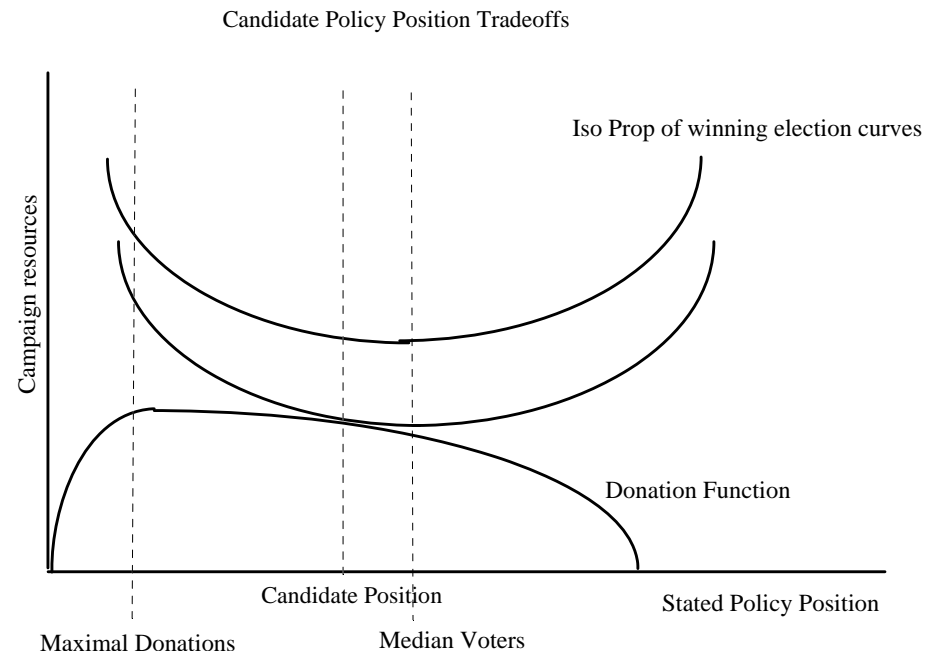 Candidate Policy Position Tradeoffs
Iso Prop of winning election curves
Campaign resources
Donation Function
Candidate Position
Stated Policy Position
Maximal Donations
Median Voters